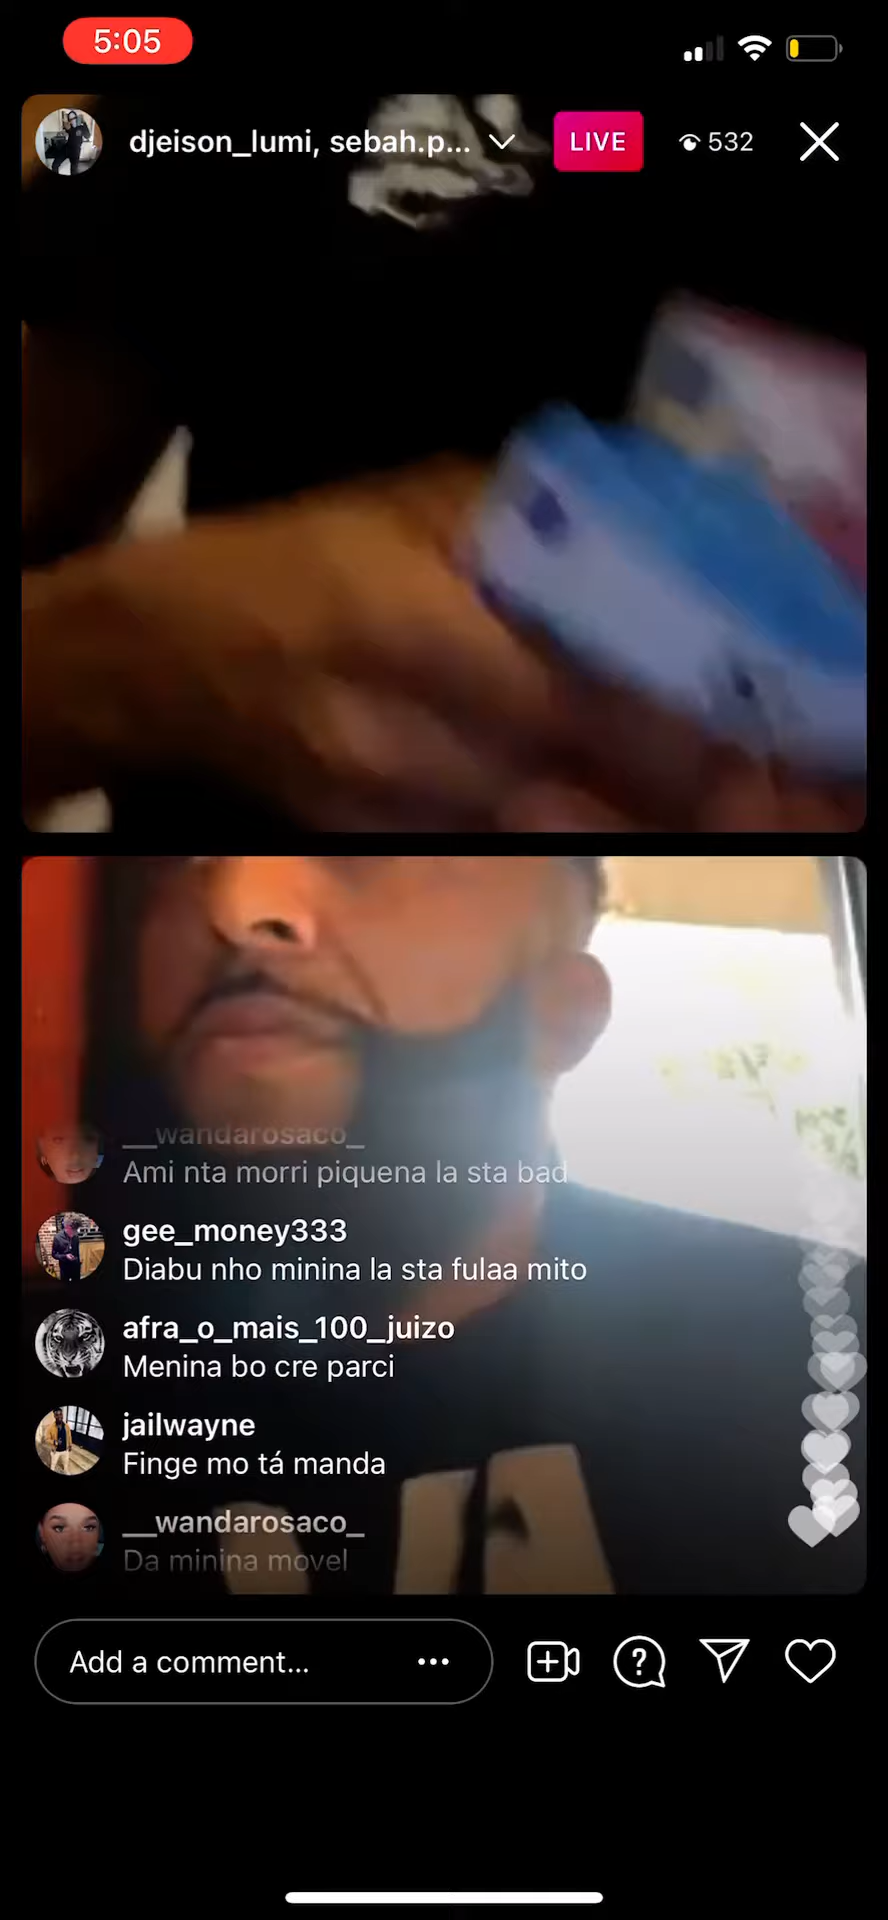 5:05
djeison_lumi, sebah.p...
LIVE
532
__wandarosaco_
Ami nta morri piquena la sta bad
gee_money333
Diabu nho minina la sta fulaa mito
afra_o_mais_100_juizo
Menina bo cre parci
jailwayne
Finge mo tá manda
__wandarosaco_
Da minina movel
Add a comment...